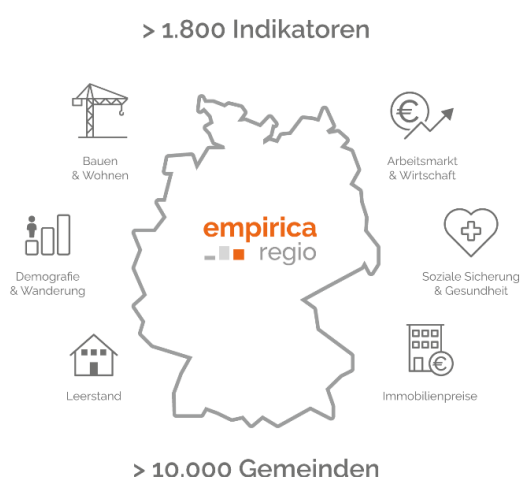 > 1.800 Indikatoren
Bauen
& Wohnen
Arbeitsmarkt
& Wirtschaft
empirica
regio
Demografie
& Wanderung
Soziale Sicherung
& Gesundheit
Leerstand
Immobilienpreise
> 10.000 Gemeinden